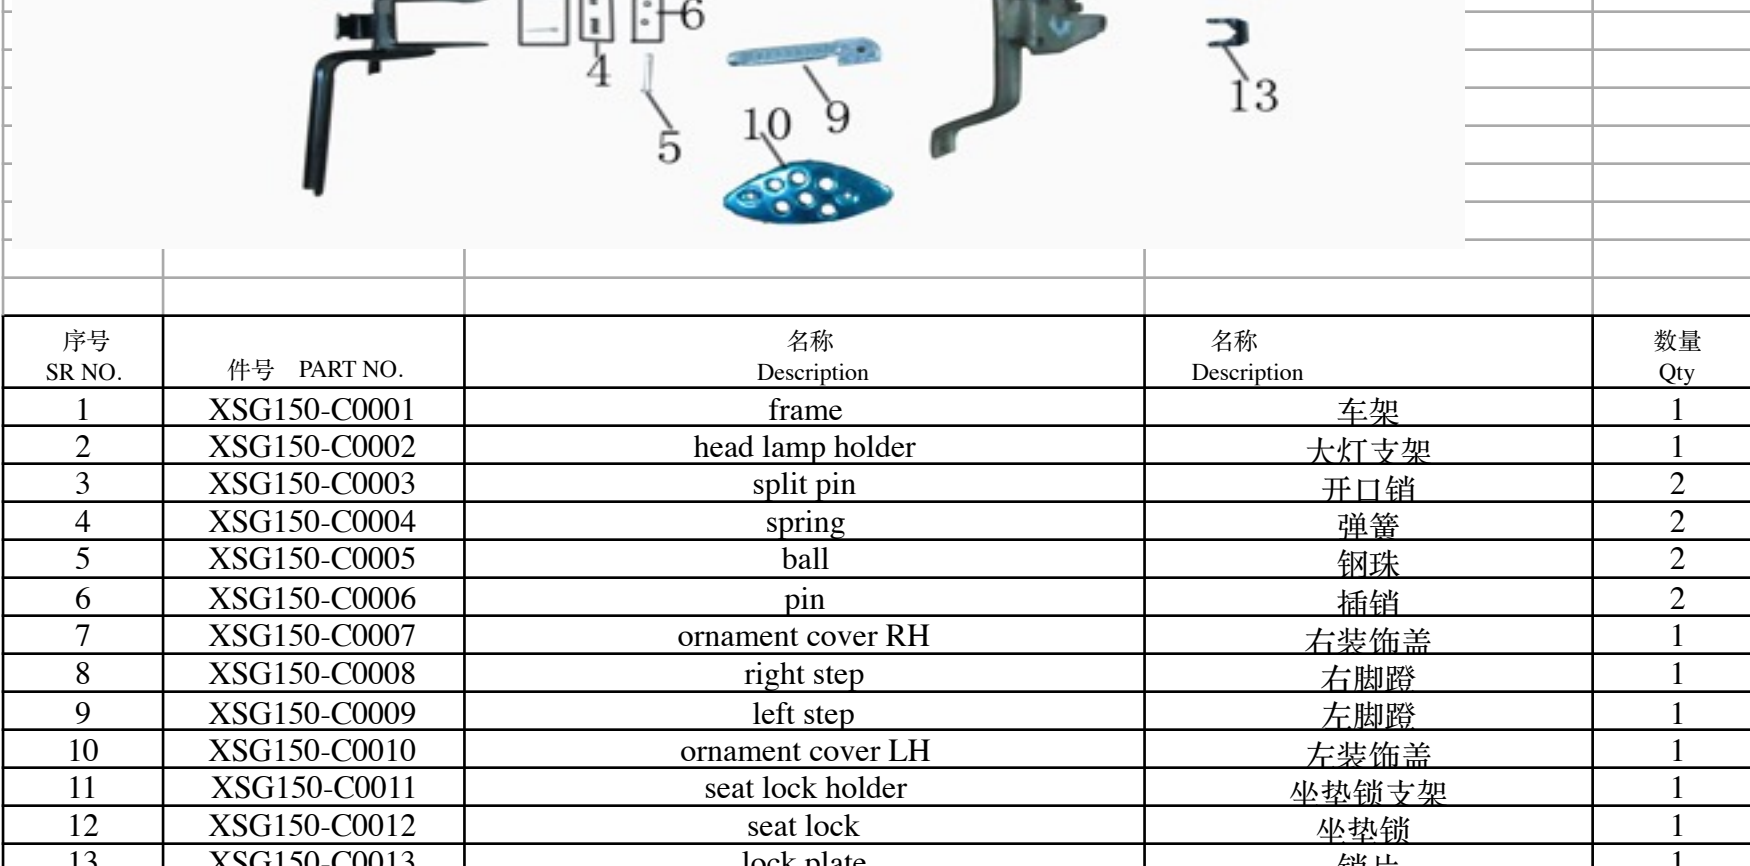 6
4
13
9
10
5
序号 名称 名称 数量
SR NO. 件号 PART NO. Description Description Qty
1 XSG150-C0001 frame 车架 1
2 XSG150-C0002 head lamp holder 大灯支架 1
3 XSG150-C0003 split pin 开口销 2
4 XSG150-C0004 spring 弹簧 2
5 XSG150-C0005 ball 钢珠 2
6 XSG150-C0006 pin 插销 2
7 XSG150-C0007 ornament cover RH 右装饰盖 1
8 XSG150-C0008 right step 右脚蹬 1
9 XSG150-C0009 left step 左脚蹬 1
10 XSG150-C0010 ornament cover LH 左装饰盖 1
11 XSG150-C0011 seat lock holder 坐垫锁支架 1
12 XSG150-C0012 seat lock 坐垫锁 1
13 XSG150-C0013 lock plate 锁片 1